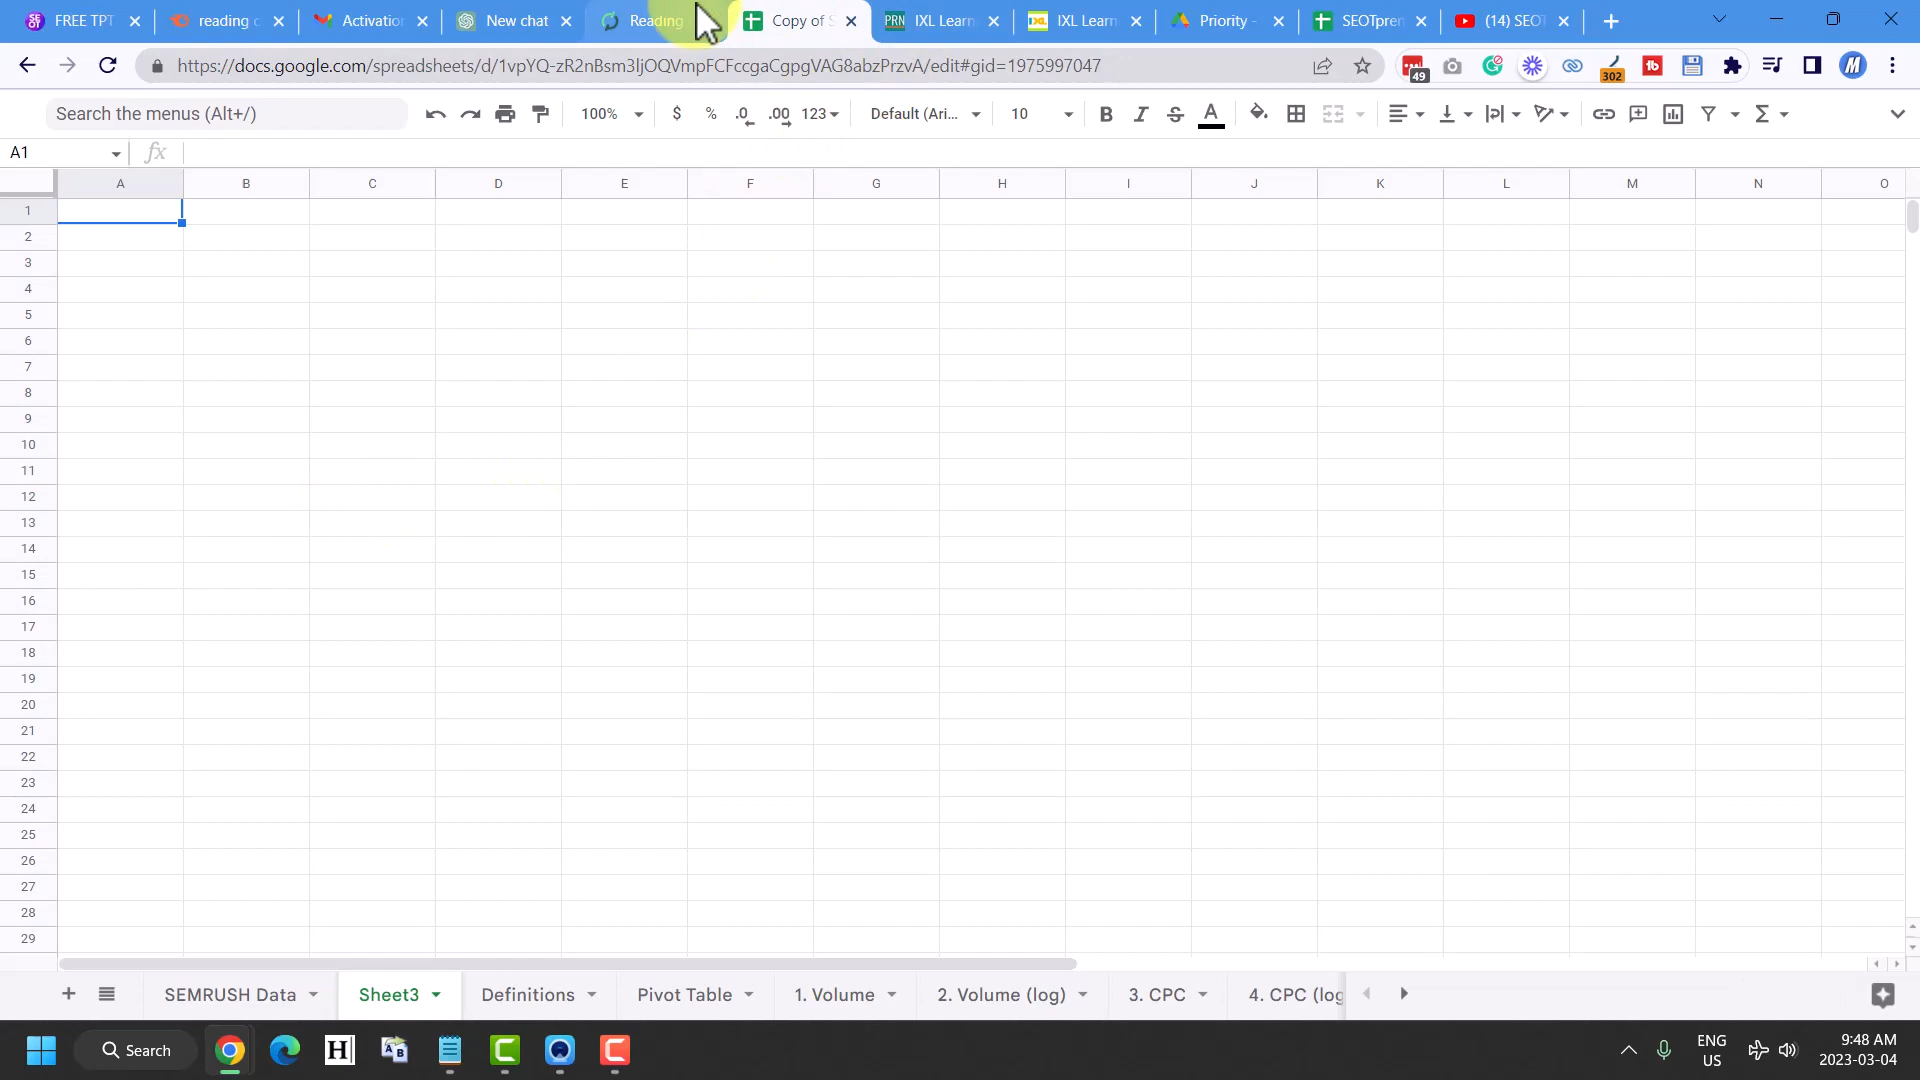 FREE TPT
reading c
Activation
New chat
Reading
Copy of S
IXL Learn
IXL Learn
Priority -
SEOTpren
(14) SEOT
https://docs.google.com/spreadsheets/d/1vpYQ-zR2nBsm3ljOQVmpFCFccgaCgpgVAG8abzPrzvA/edit#gid=1975997047
49
302
Search the menus (Alt+/)
100%
$
%
.0
.00
123
Default (Ari...
10
B
I
S
A
A1
fx
A B C D E F G H I J K L M N O
1
2
3
4
5
6
7
8
9
10
11
12
13
14
15
16
17
18
19
20
21
22
23
24
25
26
27
28
29
SEMRUSH Data
Sheet3
Definitions
Pivot Table
1. Volume
2. Volume (log)
3. CPC
4. CPC (log
Search
ENG
US
9:48 AM
2023-03-04